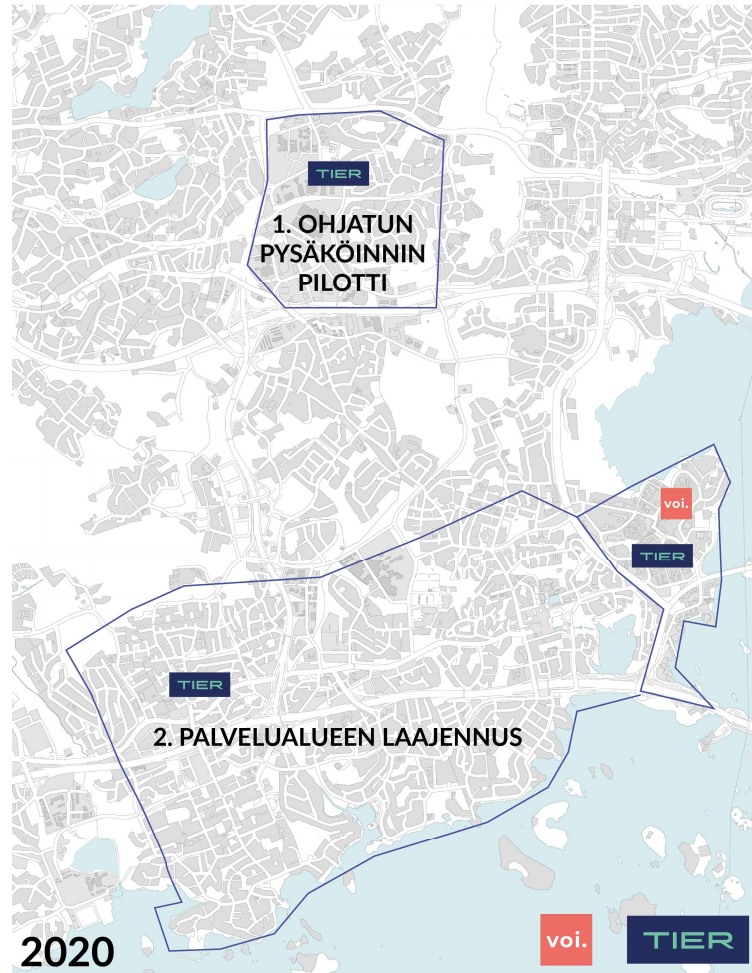 TIER
1. OHJATUN
PYSÄKÖINNIN
PILOTTI
voi.
TIER
TIER
2. PALVELUALUEEN LAAJENNUS
2020
voi.
TIER